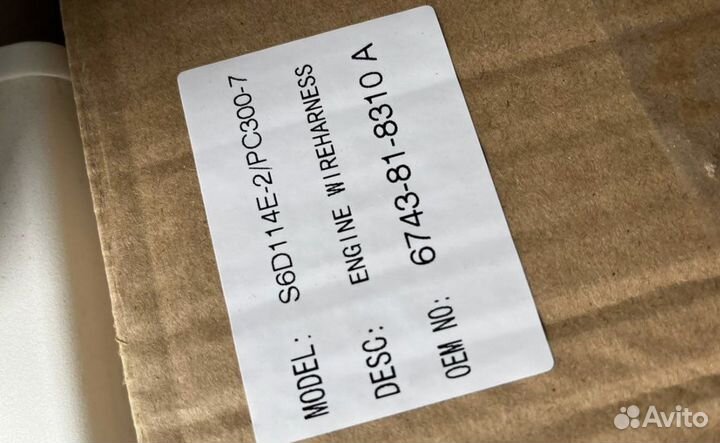 MODEL: S6D114E-2/PC300-7
DESC: ENGINE WIREHARNESS
OEM NO: 6743-81-8310 A
Avito